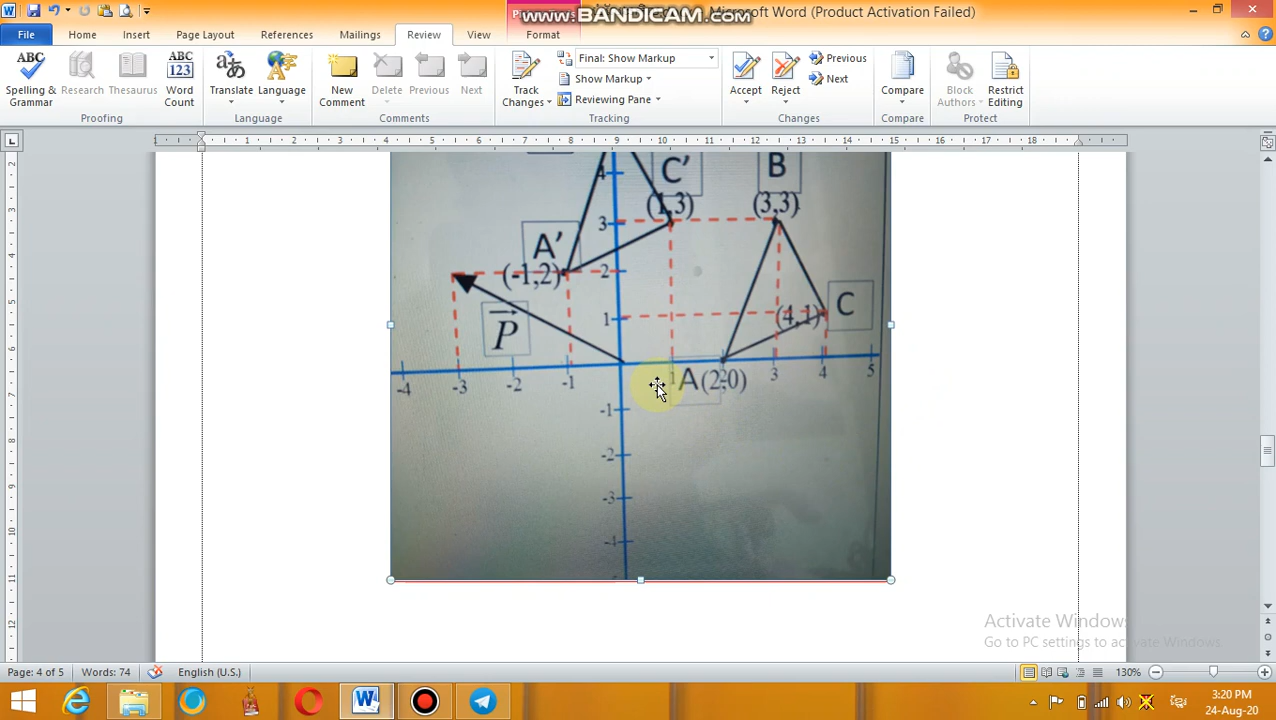 www.BANDICAM.com
Microsoft Word (Product Activation Failed)
File
Home
Insert
Page Layout
References
Mailings
Review
View
Format
Spelling & Grammar
Research
Thesaurus
ABC 123
Word Count
Proofing
Translate
Language
Language
New Comment
Delete
Previous
Next
Comments
Track Changes
Final: Show Markup
Show Markup
Reviewing Pane
Tracking
Accept
Reject
Previous
Next
Changes
Compare
Compare
Block Authors
Restrict Editing
Protect
4
C'
B
(1,3)
(3,3)
3
A'
(-1,2)
2
P
1
(4,1)
C
-4
-3
-2
-1
1
A(2,0)
3
4
5
-1
-2
-3
-4
Activate Windows
Go to PC settings to activate Windows.
Page: 4 of 5
Words: 74
English (U.S.)
130%
3:20 PM
24-Aug-20